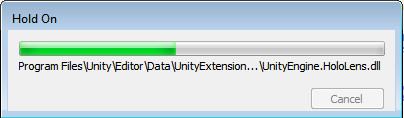 Hold On
Program Files\Unity\Editor\Data\UnityExtension...\UnityEngine.HoloLens.dll
Cancel